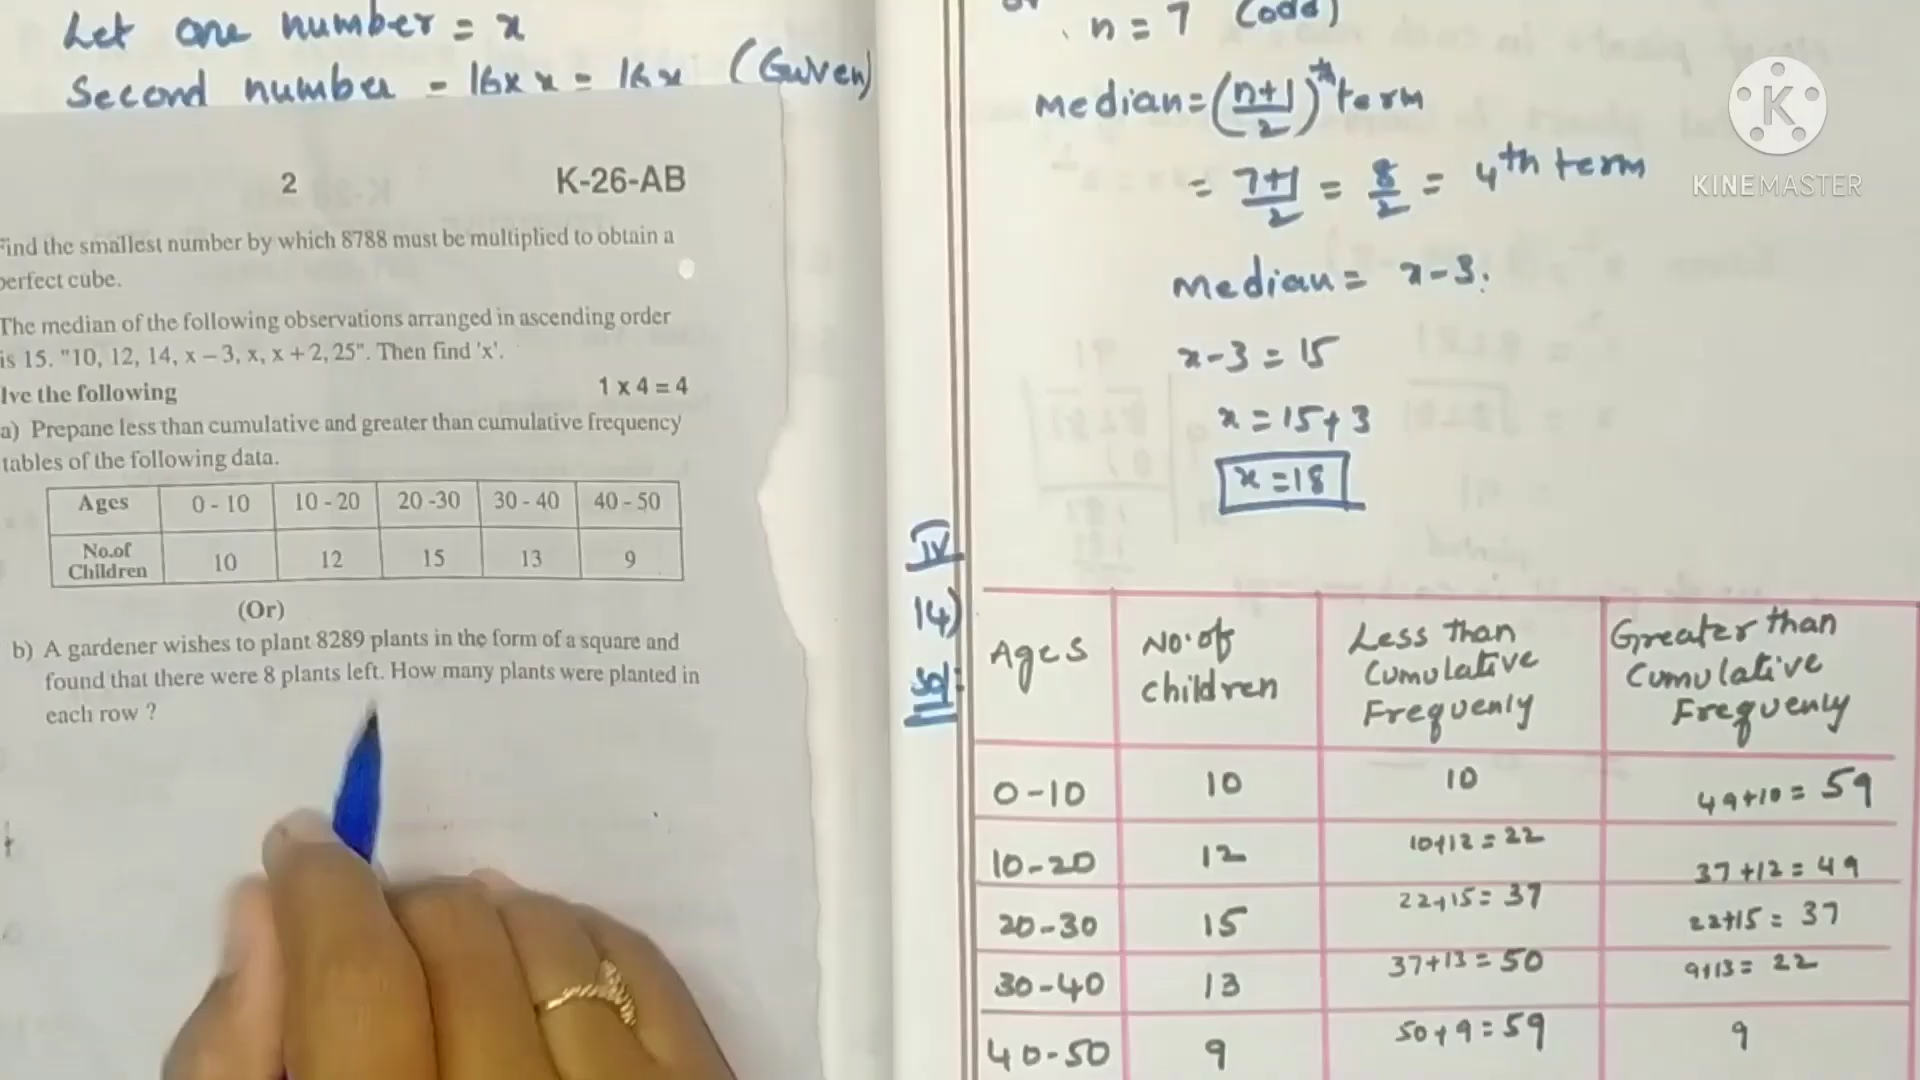 Let one number = x
Second number = 16 x x = 16x (Given)
2 K-26-AB
Find the smallest number by which 8788 must be multiplied to obtain a
perfect cube.
The median of the following observations arranged in ascending order
is 15. "10, 12, 14, x – 3, x, x + 2, 25". Then find 'x'.
lve the following 1 x 4 = 4
a) Prepane less than cumulative and greater than cumulative frequency
tables of the following data.
Ages 0 - 10 10 - 20 20 -30 30 - 40 40 - 50
No.of
Children 10 12 15 13 9
(Or)
b) A gardener wishes to plant 8289 plants in the form of a square and
found that there were 8 plants left. How many plants were planted in
each row ?
n = 7 (odd)
Median = (n+1/2)th term
= 7+1/2 = 8/2 = 4th term
Median = x-3.
x-3 = 15
x = 15+3
x = 18
IV
14)
Sol:
Ages
No. of
children
Less than
Cumulative
Frequenly
Greater than
Cumulative
Frequenly
0-10 10 10 49+10 = 59
10-20 12 10+12 = 22 37+12 = 49
20-30 15 22+15 = 37 22+15 = 37
30-40 13 37+13 = 50 9+13 = 22
40-50 9 50+9 = 59 9
K
KINEMASTER